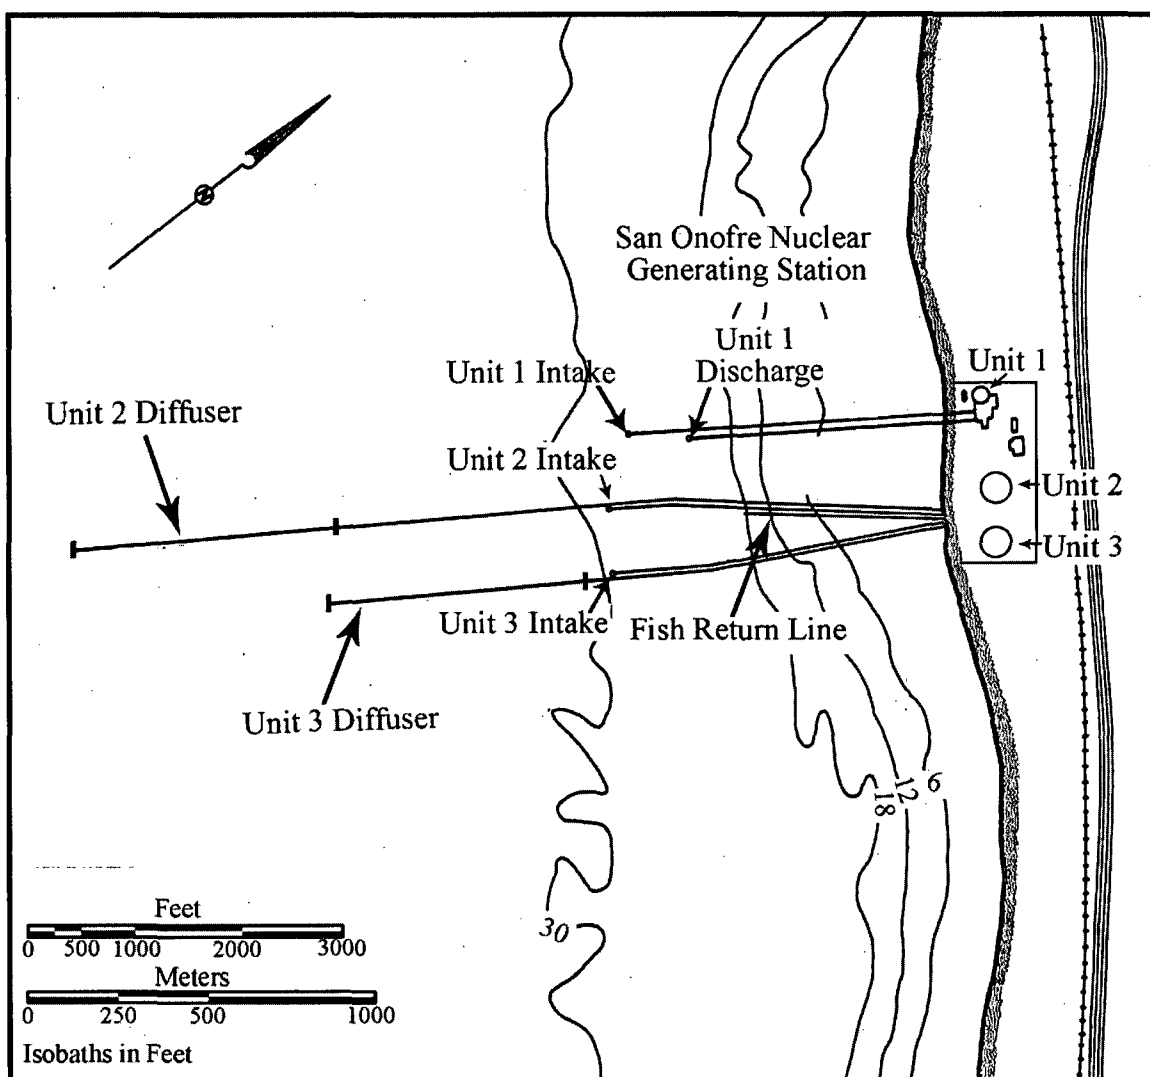 San Onofre Nuclear
Generating Station
Unit 1
Discharge
Unit 1 Intake
Unit 1
Unit 2 Diffuser
Unit 2 Intake
Unit 2
Unit 3
Unit 3 Intake
Fish Return Line
Unit 3 Diffuser
6
12
18
30
Feet
0 500 1000 2000 3000
Meters
0 250 500 1000
Isobaths in Feet
N